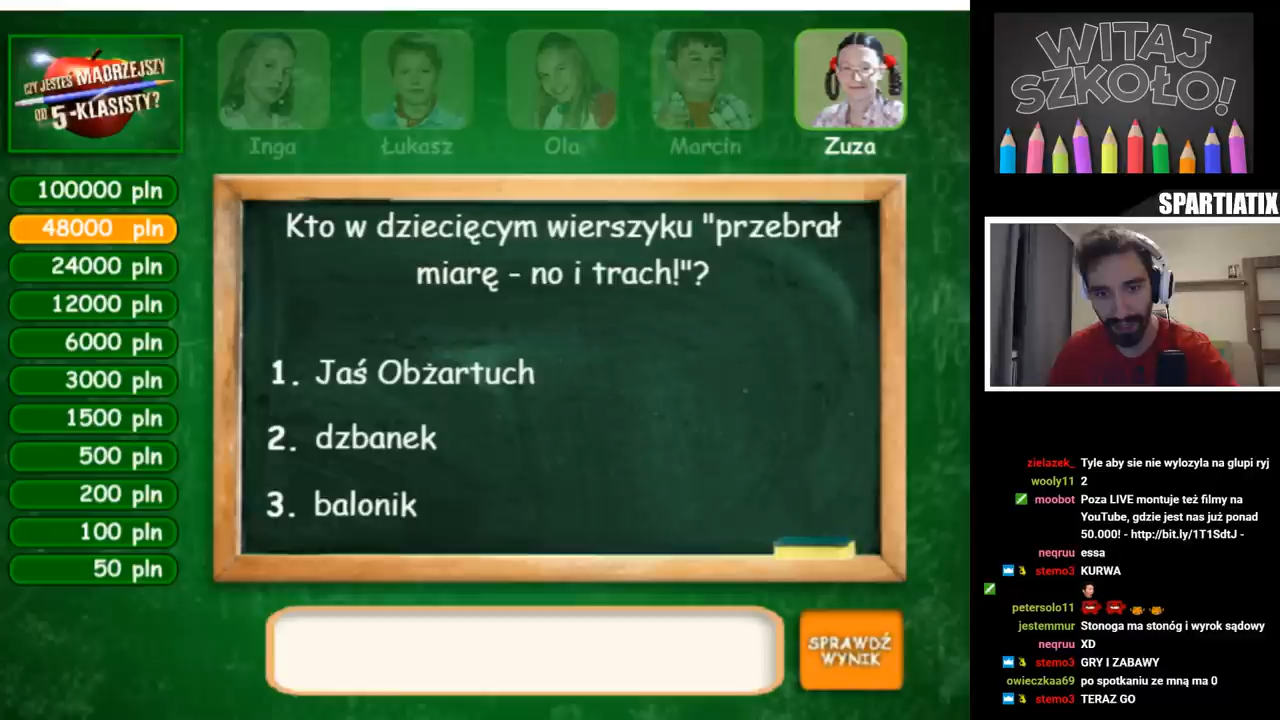 CZY JESTEŚ MĄDRZEJSZY
OD 5-KLASISTY?
Inga
Łukasz
Ola
Marcin
Zuza
100000 pln
48000 pln
24000 pln
12000 pln
6000 pln
3000 pln
1500 pln
500 pln
200 pln
100 pln
50 pln
Kto w dziecięcym wierszyku "przebrał
miarę - no i trach!"?
1. Jaś Obżartuch
2. dzbanek
3. balonik
SPRAWDŹ
WYNIK
WITAJ
SZKOŁO!
SPARTIATIX
zielazek_ Tyle aby sie nie wylozyla na glupi ryj
wooly11 2
moobot Poza LIVE montuje też filmy na
YouTube, gdzie jest nas już ponad
50.000! - http://bit.ly/1T1SdtJ -
neqruu essa
stemo3 KURWA
petersolo11
jestemmur Stonoga ma stonóg i wyrok sądowy
neqruu XD
stemo3 GRY I ZABAWY
owieczkaa69 po spotkaniu ze mną ma 0
stemo3 TERAZ GO